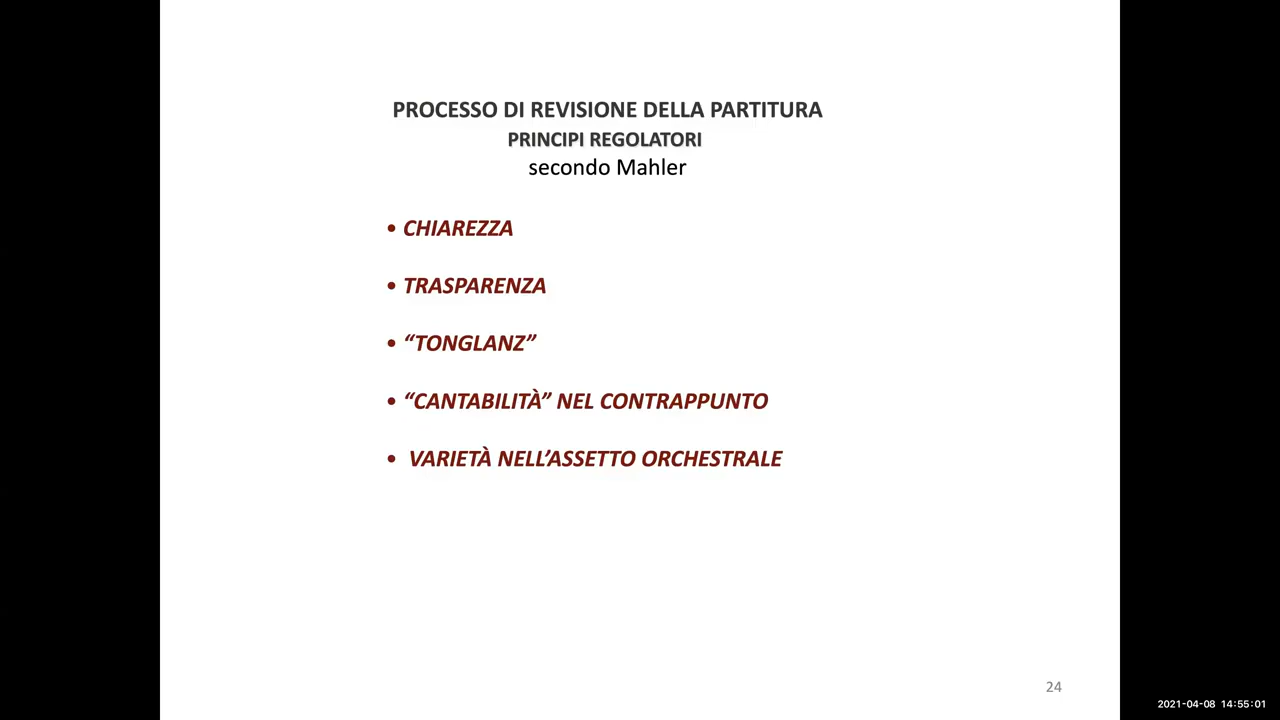 PROCESSO DI REVISIONE DELLA PARTITURA
PRINCIPI REGOLATORI
secondo Mahler
• CHIAREZZA
• TRASPARENZA
• “TONGLANZ”
• “CANTABILITÀ” NEL CONTRAPPUNTO
• VARIETÀ NELL’ASSETTO ORCHESTRALE
24
2021-04-08 14:55:01